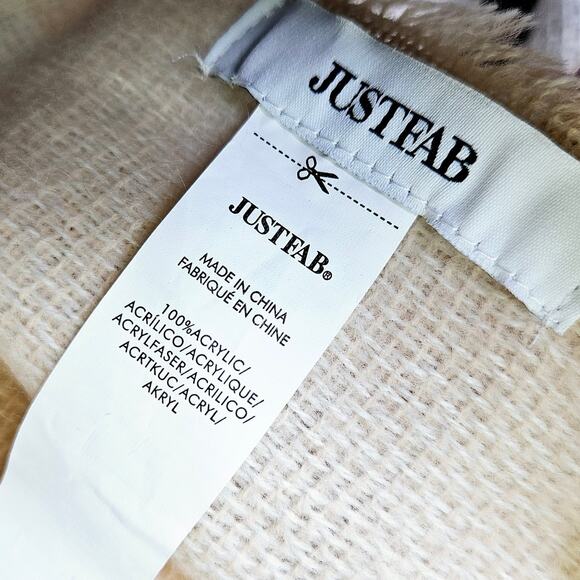 JUSTFAB
JUSTFAB®
MADE IN CHINA
FABRIQUÉ EN CHINE
100%ACRYLIC/
ACRÍLICO/ACRYLIQUE/
ACRYLFASER/ACRILICO/
ACRTKUC/ACRYL/
AKRYL